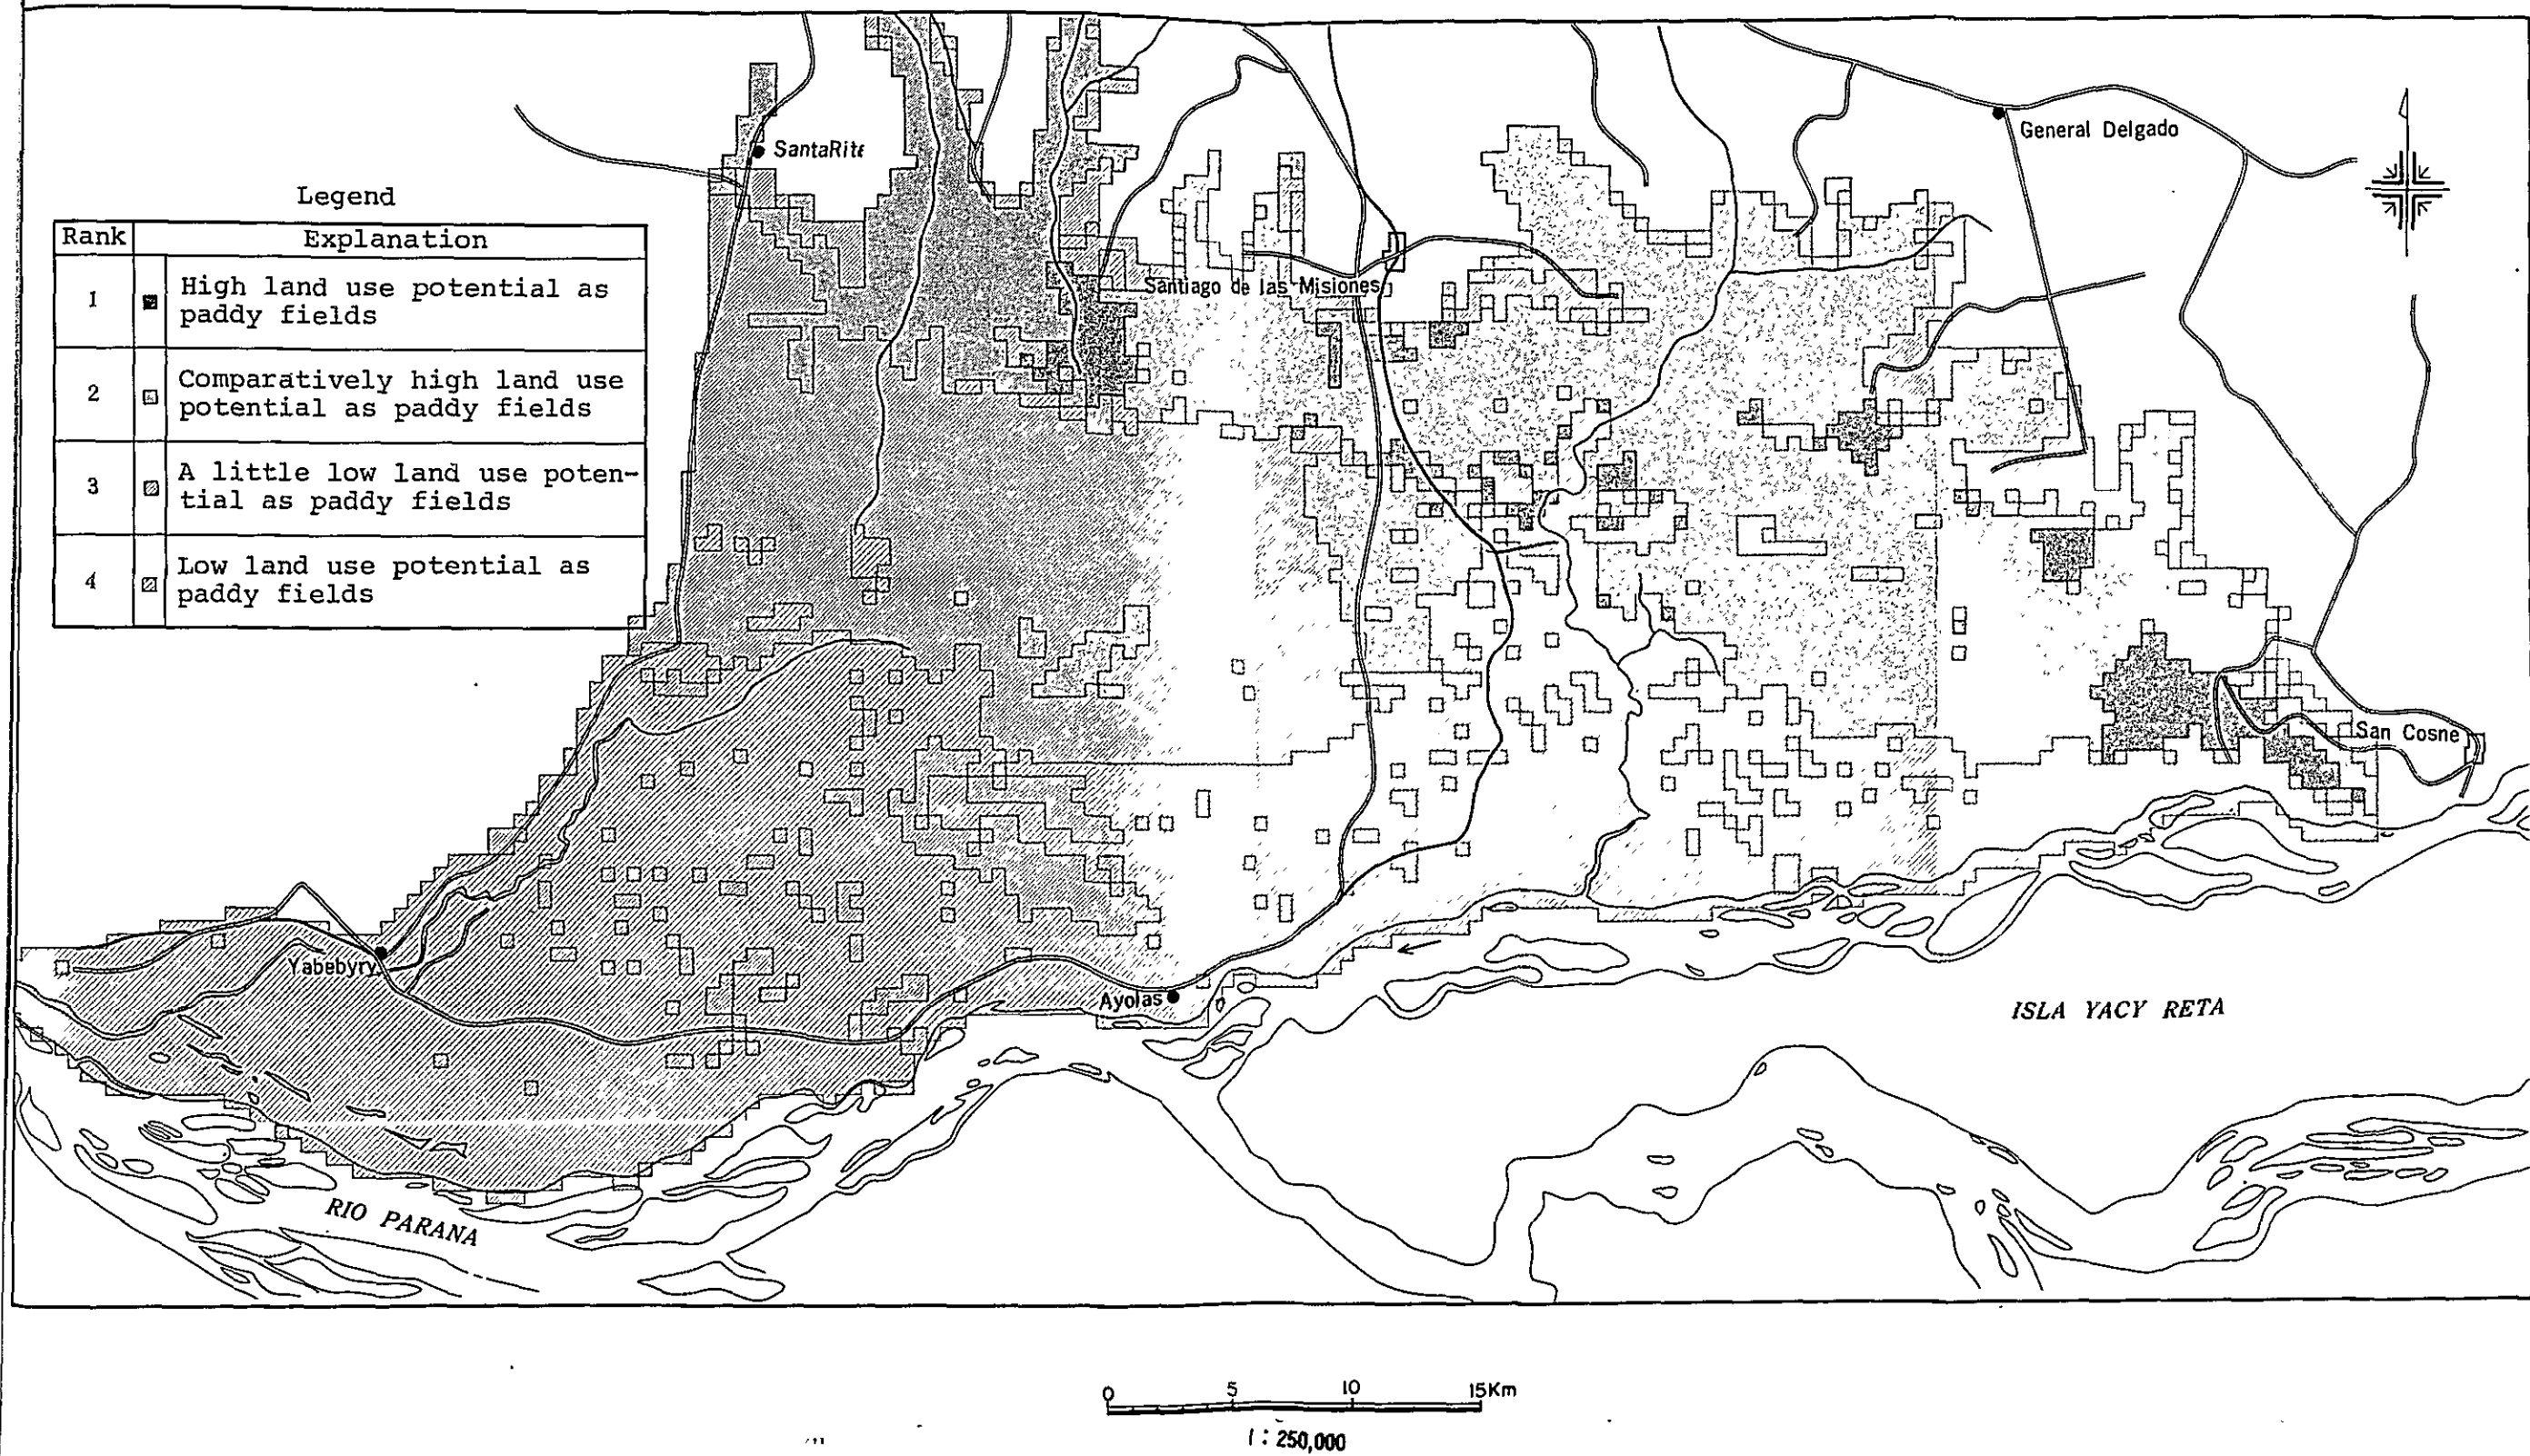 General Delgado
SantaRite
Legend
Rank Explanation
1 High land use potential as
paddy fields
2 Comparatively high land use
potential as paddy fields
3 A little low land use poten-
tial as paddy fields
4 Low land use potential as
paddy fields
Santiago de las Misiones
San Cosne
Yabebyry
Ayolas
ISLA YACY RETA
RIO PARANA
0 5 10 15Km
1 : 250,000